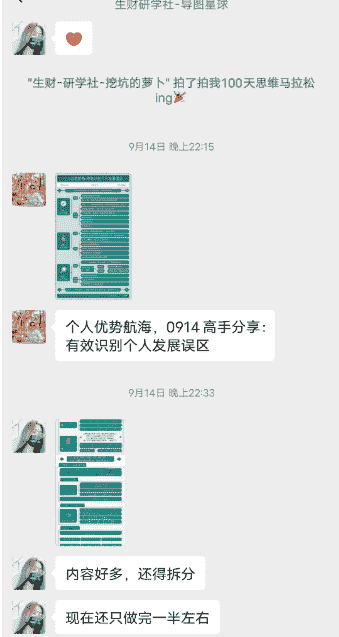 生财研学社-导图星球
"生财-研学社-挖坑的萝卜" 拍了拍我100天思维马拉松
ing🎉
9月14日 晚上22:15
个人优势航海，0914 高手分享：
有效识别个人发展误区
9月14日 晚上22:33
内容好多，还得拆分
现在还只做完一半左右